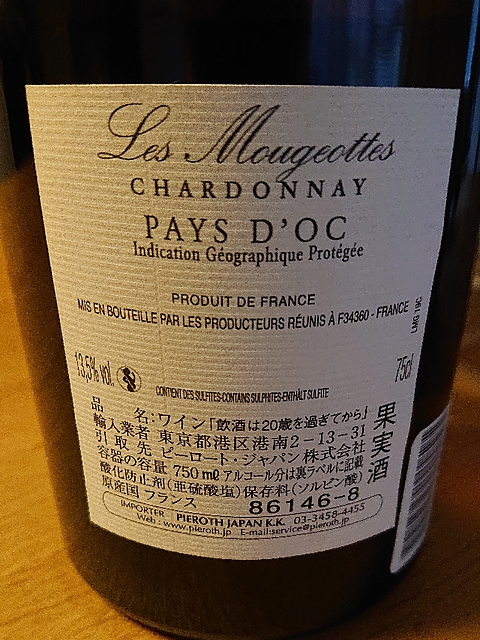 Les Mougeottes
CHARDONNAY
PAYS D'OC
Indication Géographique Protégée
PRODUIT DE FRANCE
MIS EN BOUTEILLE PAR LES PRODUCTEURS RÉUNIS À F34360 - FRANCE
LMG 19C
13,5% vol.
75cl
CONTIENT DES SULFITES-CONTAINS SULPHITES-ENTHÄLT SULFITE
品 名:ワイン「飲酒は20歳を過ぎてから」
輸入業者 東京都港区港南2-13-31
引取先 ピーロート・ジャパン株式会社
容器の容量 750㎖ アルコール分は裏ラベルに記載
酸化防止剤(亜硫酸塩)保存料(ソルビン酸)
原産国 フランス 86146-8
果実酒
IMPORTER PIEROTH JAPAN K.K. 03-3458-4455
Web : www.pieroth.jp E-mail:service@pieroth.jp